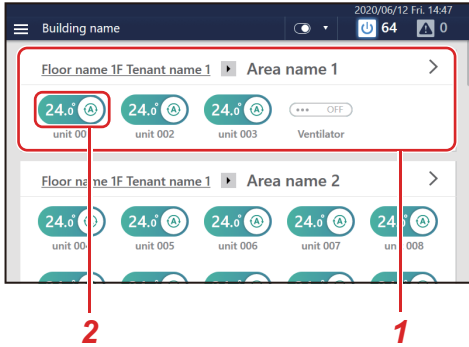 2020/06/12 Fri. 14:47
Building name 64 0
Floor name 1F Tenant name 1 Area name 1
24.0° A 24.0° A 24.0° A OFF
unit 00 unit 002 unit 003 Ventilator
Floor name 1F Tenant name 1 Area name 2
24.0° A 24.0° A 24.0° A 24.0° A 24. A
unit 004 unit 005 unit 006 unit 007 unit 008
2 1